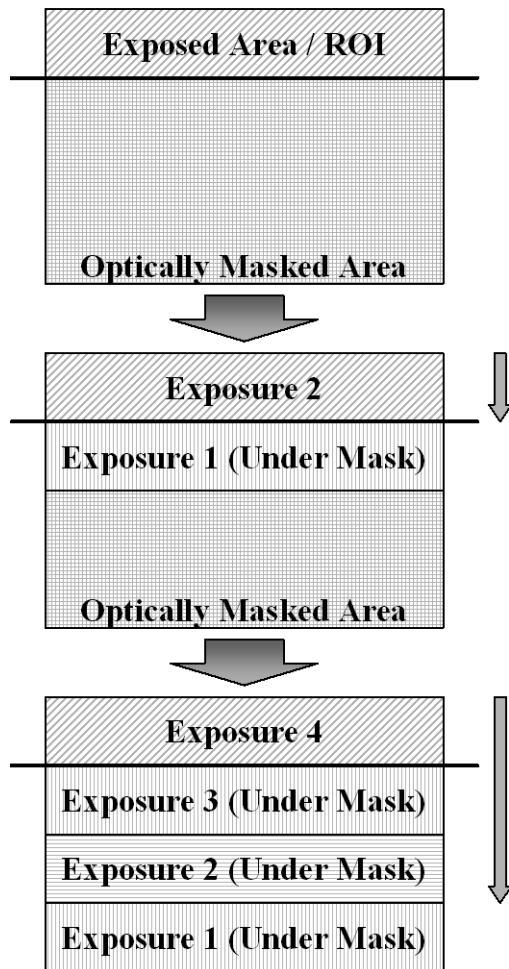 Exposed Area / ROI
Optically Masked Area
Exposure 2
Exposure 1 (Under Mask)
Optically Masked Area
Exposure 4
Exposure 3 (Under Mask)
Exposure 2 (Under Mask)
Exposure 1 (Under Mask)